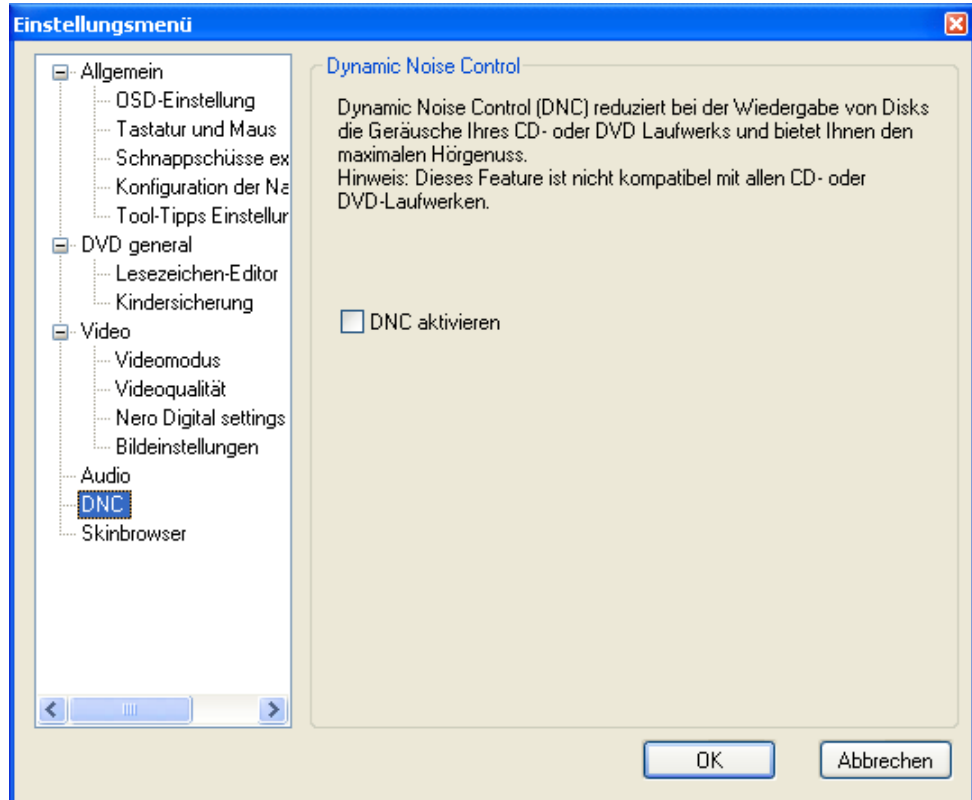 Einstellungsmenü
Allgemein
OSD-Einstellung
Tastatur und Maus
Schnappschüsse ex
Konfiguration der Na
Tool-Tipps Einstellur
DVD general
Lesezeichen-Editor
Kindersicherung
Video
Videomodus
Videoqualität
Nero Digital settings
Bildeinstellungen
Audio
DNC
Skinbrowser
Dynamic Noise Control
Dynamic Noise Control (DNC) reduziert bei der Wiedergabe von Disks
die Geräusche Ihres CD- oder DVD Laufwerks und bietet Ihnen den
maximalen Hörgenuss.
Hinweis: Dieses Feature ist nicht kompatibel mit allen CD- oder
DVD-Laufwerken.
DNC aktivieren
OK
Abbrechen